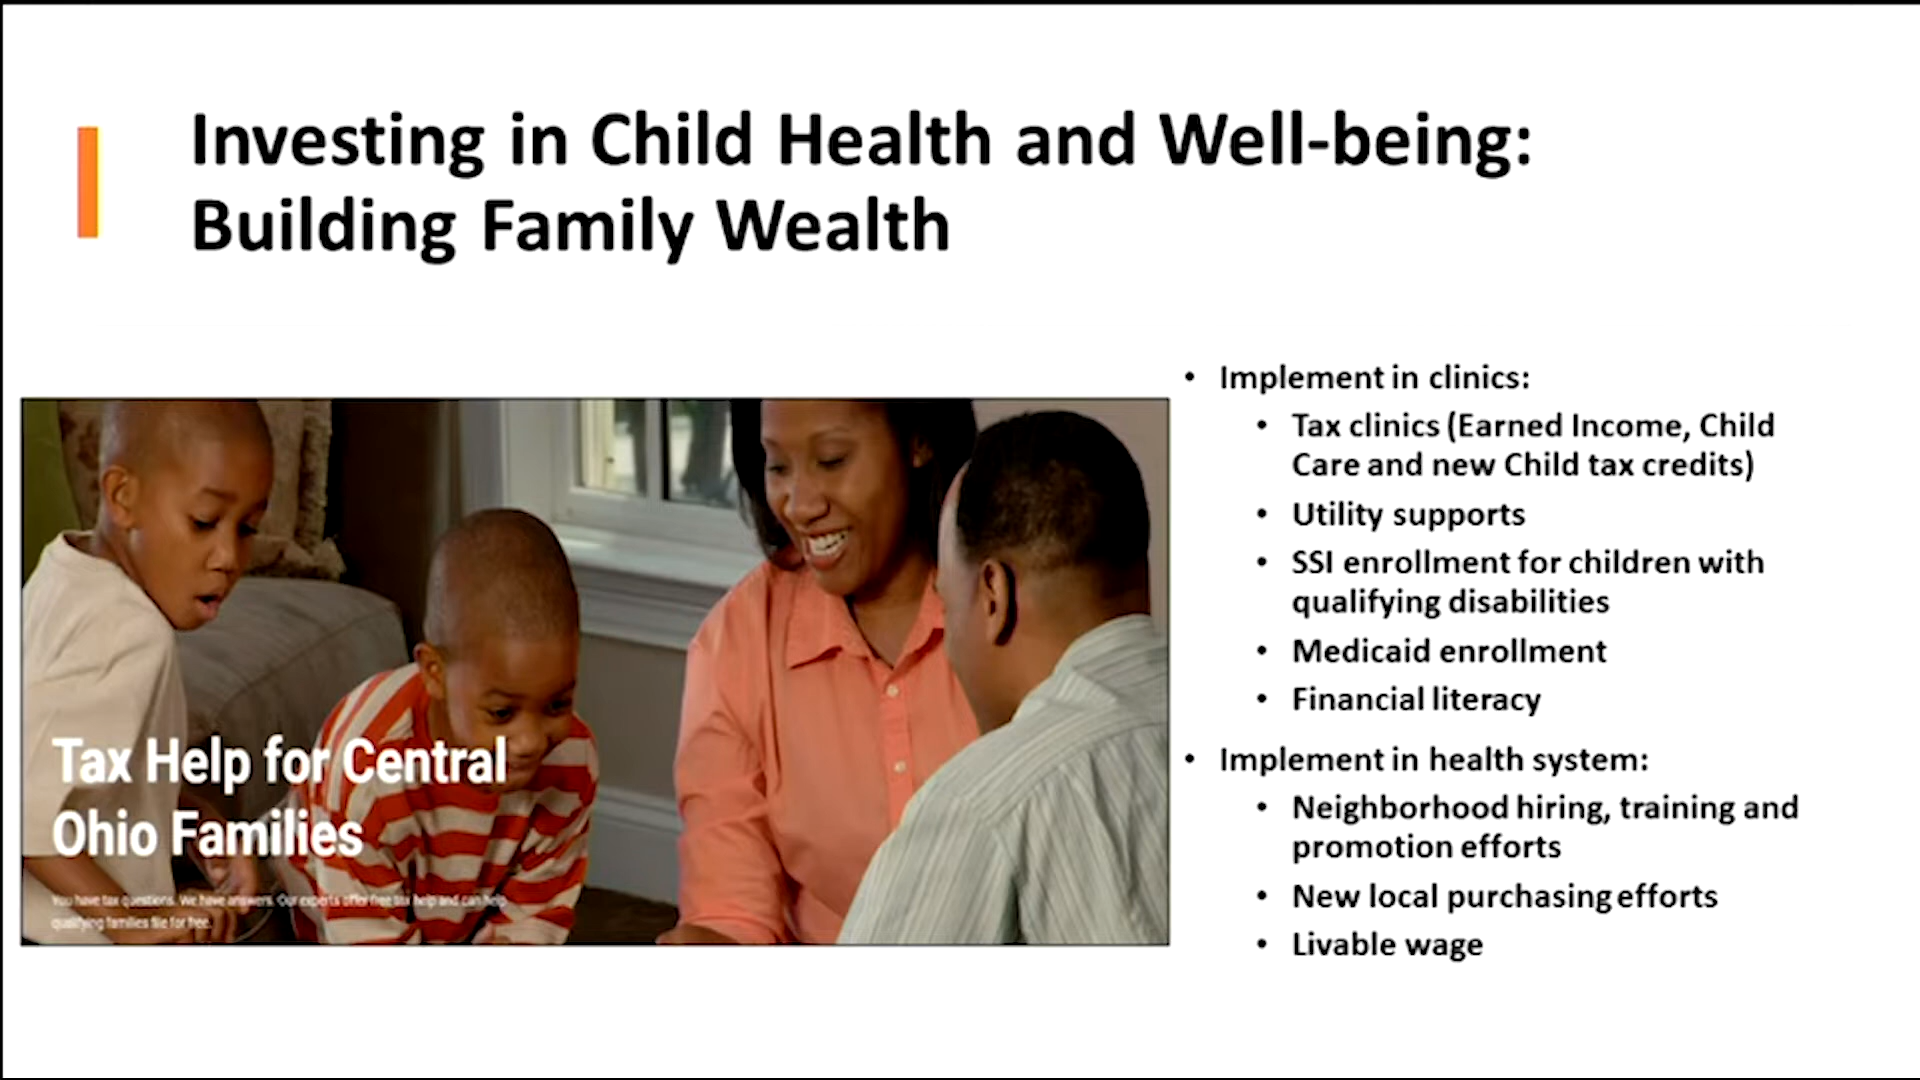 Investing in Child Health and Well-being:
Building Family Wealth
• Implement in clinics:
• Tax clinics (Earned Income, Child
Care and new Child tax credits)
• Utility supports
• SSI enrollment for children with
qualifying disabilities
• Medicaid enrollment
• Financial literacy
• Implement in health system:
• Neighborhood hiring, training and
promotion efforts
• New local purchasing efforts
• Livable wage
Tax Help for Central
Ohio Families
You have tax questions. We have answers. Our experts offer free tax help and can help
qualifying families file for free.